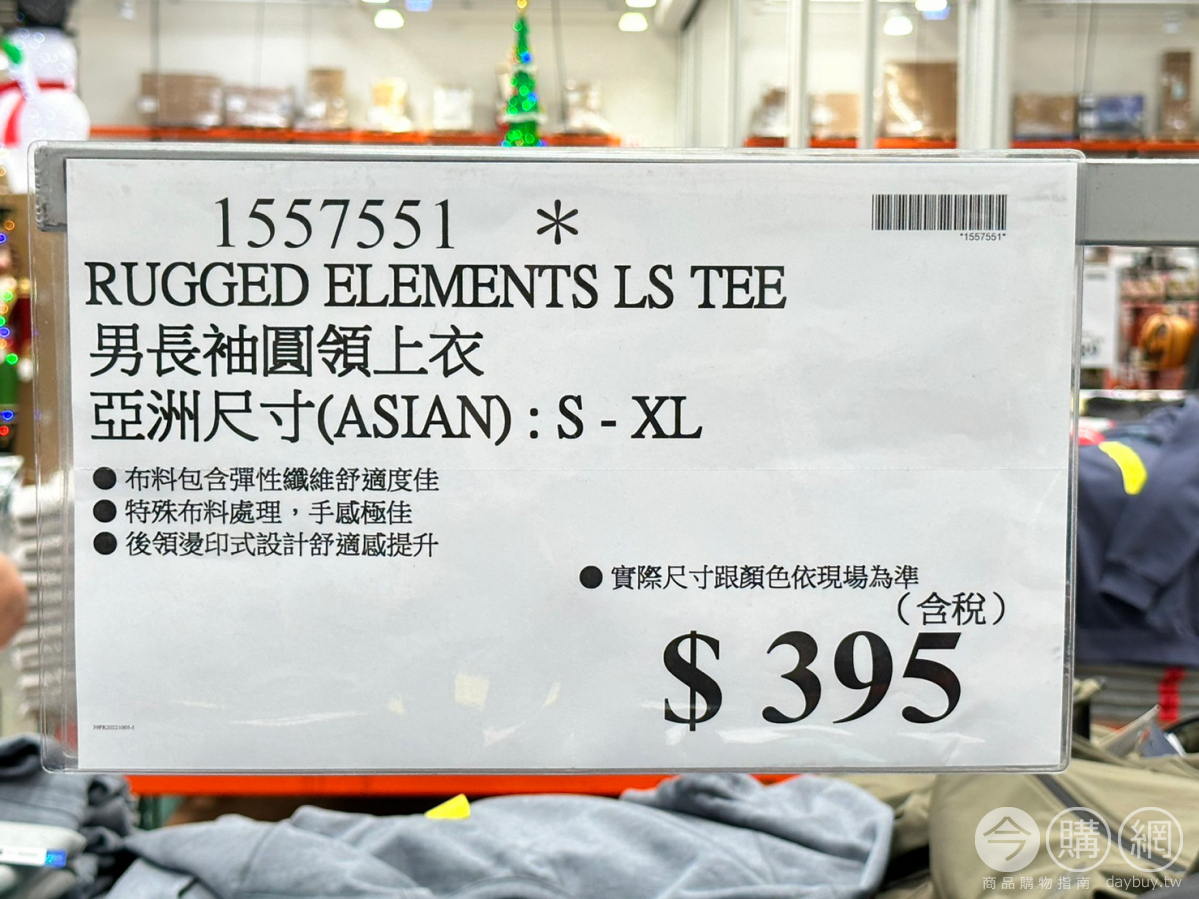 1557551 *
*1557551*
RUGGED ELEMENTS LS TEE
男長袖圓領上衣
亞洲尺寸(ASIAN) : S - XL
● 布料包含彈性纖維舒適度佳
● 特殊布料處理，手感極佳
● 後領燙印式設計舒適感提升
● 實際尺寸跟顏色依現場為準
（含稅）
$ 395
今購網
商品購物指南 daybuy.tw